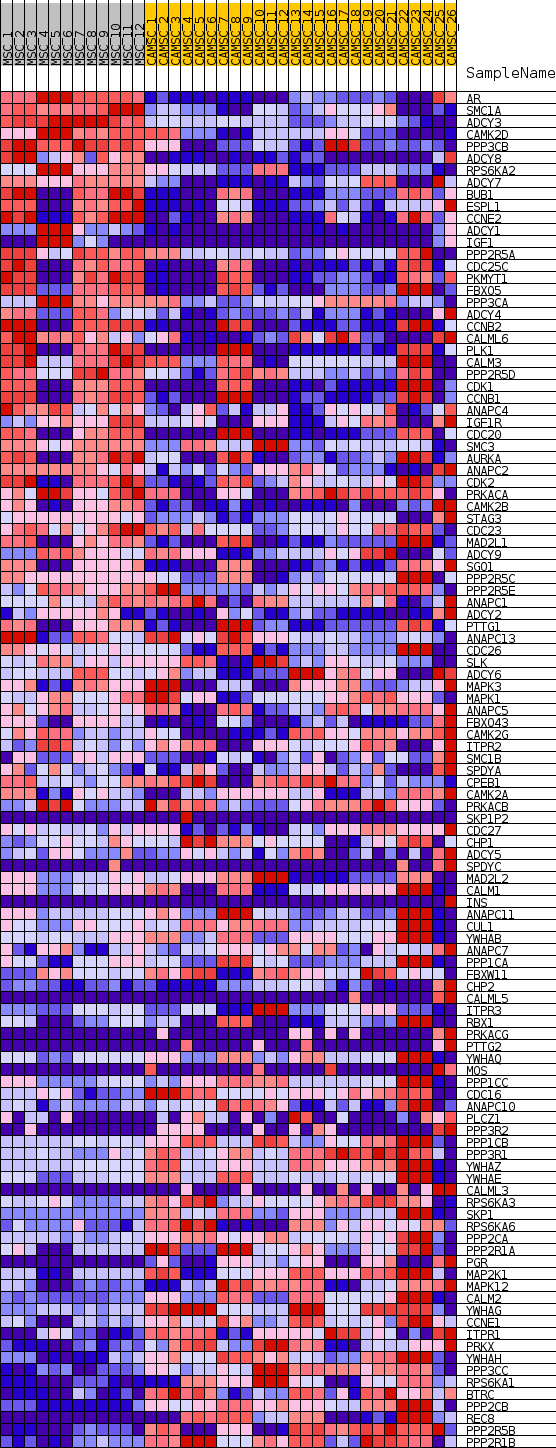 MSC_1
MSC_2
MSC_3
MSC_4
MSC_5
MSC_6
MSC_7
MSC_8
MSC_9
MSC_10
MSC_11
MSC_12
CAMSC_1
CAMSC_2
CAMSC_3
CAMSC_4
CAMSC_5
CAMSC_6
CAMSC_7
CAMSC_8
CAMSC_9
CAMSC_10
CAMSC_11
CAMSC_12
CAMSC_13
CAMSC_14
CAMSC_15
CAMSC_16
CAMSC_17
CAMSC_18
CAMSC_19
CAMSC_20
CAMSC_21
CAMSC_22
CAMSC_23
CAMSC_24
CAMSC_25
CAMSC_26
SampleName
AR
SMC1A
ADCY3
CAMK2D
PPP3CB
ADCY8
RPS6KA2
ADCY7
BUB1
ESPL1
CCNE2
ADCY1
IGF1
PPP2R5A
CDC25C
PKMYT1
FBXO5
PPP3CA
ADCY4
CCNB2
CALML6
PLK1
CALM3
PPP2R5D
CDK1
CCNB1
ANAPC4
IGF1R
CDC20
SMC3
AURKA
ANAPC2
CDK2
PRKACA
CAMK2B
STAG3
CDC23
MAD2L1
ADCY9
SGO1
PPP2R5C
PPP2R5E
ANAPC1
ADCY2
PTTG1
ANAPC13
CDC26
SLK
ADCY6
MAPK3
MAPK1
ANAPC5
FBXO43
CAMK2G
ITPR2
SMC1B
SPDYA
CPEB1
CAMK2A
PRKACB
SKP1P2
CDC27
CHP1
ADCY5
SPDYC
MAD2L2
CALM1
INS
ANAPC11
CUL1
YWHAB
ANAPC7
PPP1CA
FBXW11
CHP2
CALML5
ITPR3
RBX1
PRKACG
PTTG2
YWHAQ
MOS
PPP1CC
CDC16
ANAPC10
PLCZ1
PPP3R2
PPP1CB
PPP3R1
YWHAZ
YWHAE
CALML3
RPS6KA3
SKP1
RPS6KA6
PPP2CA
PPP2R1A
PGR
MAP2K1
MAPK12
CALM2
YWHAG
CCNE1
ITPR1
PRKX
YWHAH
PPP3CC
RPS6KA1
BTRC
PPP2CB
REC8
PPP2R5B
PPP2R1B